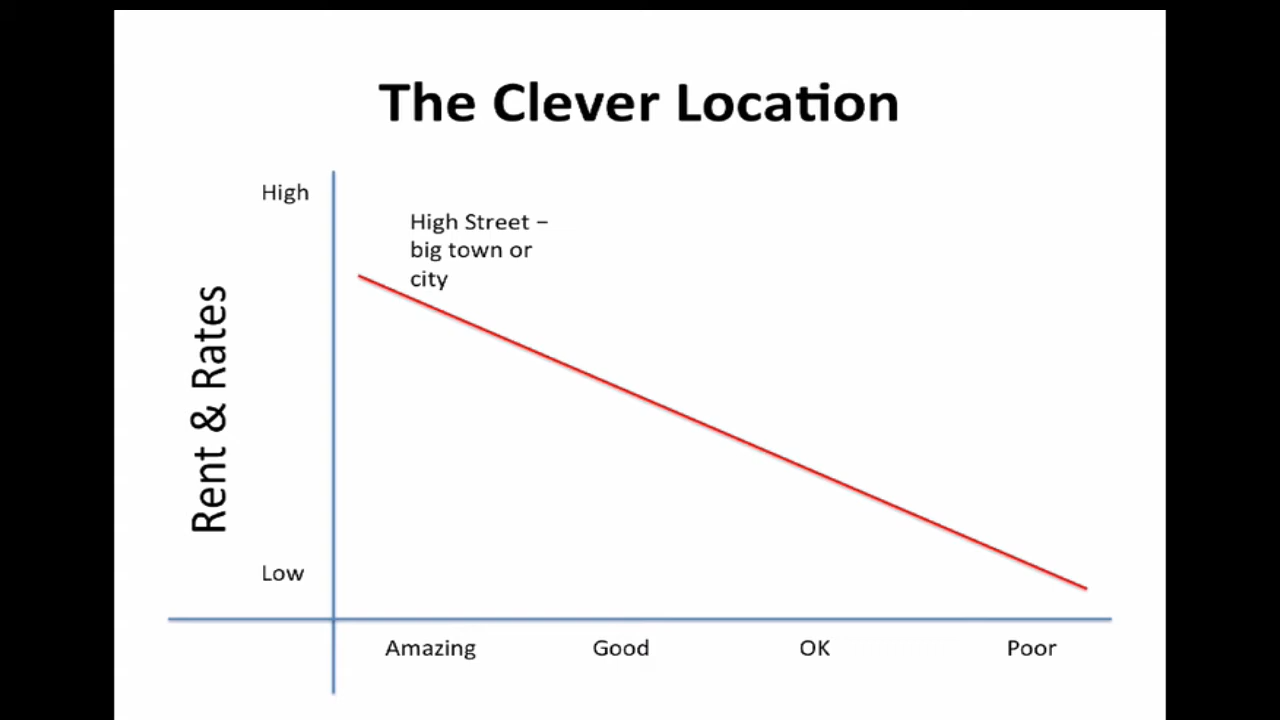 The Clever Location
High
High Street –
big town or
city
Rent & Rates
Low
Amazing
Good
OK
Poor